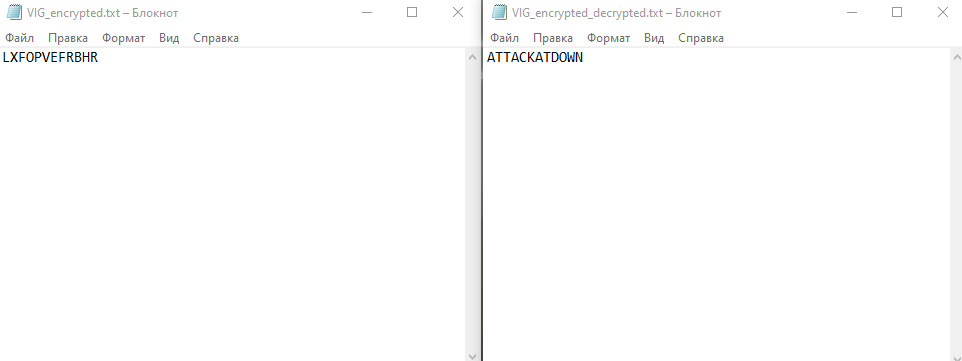 VIG_encrypted.txt – Блокнот
Файл Правка Формат Вид Справка
LXFOPVEFRBHR
VIG_encrypted_decrypted.txt – Блокнот
Файл Правка Формат Вид Справка
ATTACKATDOWN